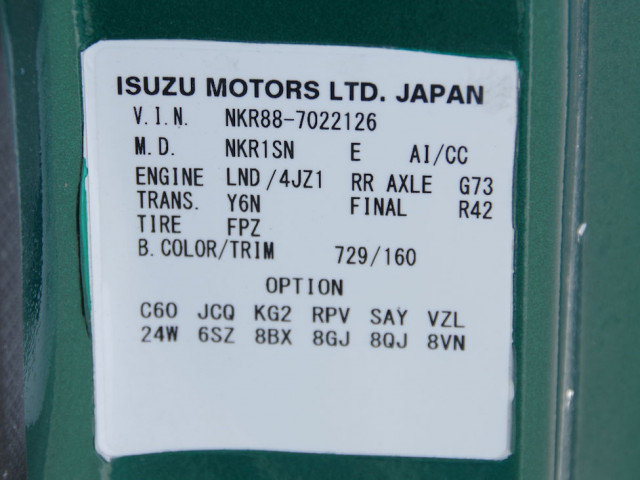 ISUZU MOTORS LTD. JAPAN
V.I.N. NKR88-7022126
M.D. NKR1SN E AI/CC
ENGINE LND/4JZ1 RR AXLE G73
TRANS. Y6N FINAL R42
TIRE FPZ
B.COLOR/TRIM 729/160
OPTION
C60 JCQ KG2 RPV SAY VZL
24W 6SZ 8BX 8GJ 8QJ 8VN